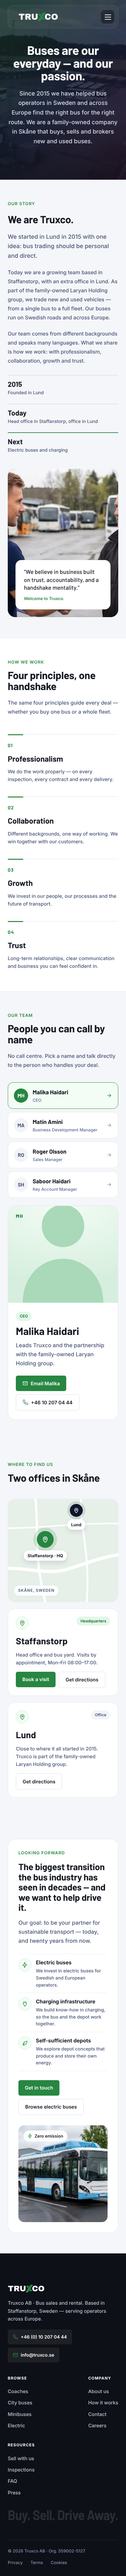 TRUXCO
Buses are our
everyday — and our
passion.
Since 2015 we have helped bus
operators in Sweden and across
Europe find the right bus for the right
route. We are a family-owned company
in Skåne that buys, sells and brokers
new and used buses.
OUR STORY
We are Truxco.
We started in Lund in 2015 with one
idea: bus trading should be personal
and direct.
Today we are a growing team based in
Staffanstorp, with an extra office in Lund. As
part of the family-owned Laryan Holding
group, we trade new and used vehicles —
from a single bus to a full fleet. Our buses
run on Swedish roads and across Europe.
Our team comes from different backgrounds
and speaks many languages. What we share
is how we work: with professionalism,
collaboration, growth and trust.
2015
Founded in Lund
Today
Head office in Staffanstorp, office in Lund
Next
Electric buses and charging
"We believe in business built
on trust, accountability, and a
handshake mentality."
Welcome to Truxco.
HOW WE WORK
Four principles, one
handshake
The same four principles guide every deal —
whether you buy one bus or a whole fleet.
01
Professionalism
We do the work properly — on every
inspection, every contract and every delivery.
02
Collaboration
Different backgrounds, one way of working. We
win together with our customers.
03
Growth
We invest in our people, our processes and the
future of transport.
04
Trust
Long-term relationships, clear communication
and business you can feel confident in.
OUR TEAM
People you can call by
name
No call centre. Pick a name and talk directly
to the person who handles your deal.
MH
Malika Haidari
CEO
MA
Matin Amini
Business Development Manager
RO
Roger Olsson
Sales Manager
SH
Saboor Haidari
Key Account Manager
MH
CEO
Malika Haidari
Leads Truxco and the partnership
with the family-owned Laryan
Holding group.
Email Malika
+46 10 207 04 44
WHERE TO FIND US
Two offices in Skåne
Lund
Staffanstorp · HQ
SKÅNE, SWEDEN
Headquarters
Staffanstorp
Head office and bus yard. Visits by
appointment, Mon–Fri 08:00–17:00.
Book a visit
Get directions
Office
Lund
Close to where it all started in 2015.
Truxco is part of the family-owned
Laryan Holding group.
Get directions
LOOKING FORWARD
The biggest transition
the bus industry has
seen in decades — and
we want to help drive
it.
Our goal: to be your partner for
sustainable transport — today,
and twenty years from now.
Electric buses
We invest in electric buses for
Swedish and European
operators.
Charging infrastructure
We build know-how in charging,
so the bus and the depot work
together.
Self-sufficient depots
We explore depot concepts that
produce and store their own
energy.
Get in touch
Browse electric buses
Zero emission
TRUXCO
Truxco AB · Bus sales and rental. Based in
Staffanstorp, Sweden — serving operators
across Europe.
+46 (0) 10 207 04 44
info@truxco.se
BROWSE
Coaches
City buses
Minibuses
Electric
COMPANY
About us
How it works
Contact
Careers
RESOURCES
Sell with us
Inspections
FAQ
Press
Buy. Sell. Drive Away.
© 2026 Truxco AB · Org. 559002-5127
Privacy
Terms
Cookies